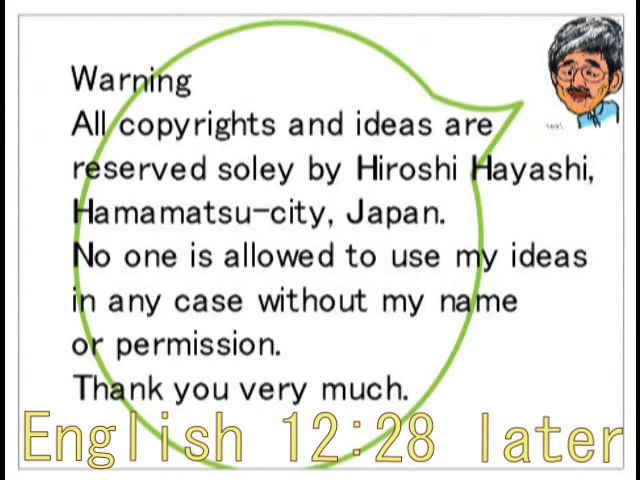 Warning
All copyrights and ideas are
reserved soley by Hiroshi Hayashi,
Hamamatsu-city, Japan.
No one is allowed to use my ideas
in any case without my name
or permission.
Thank you very much.
English 12:28 later